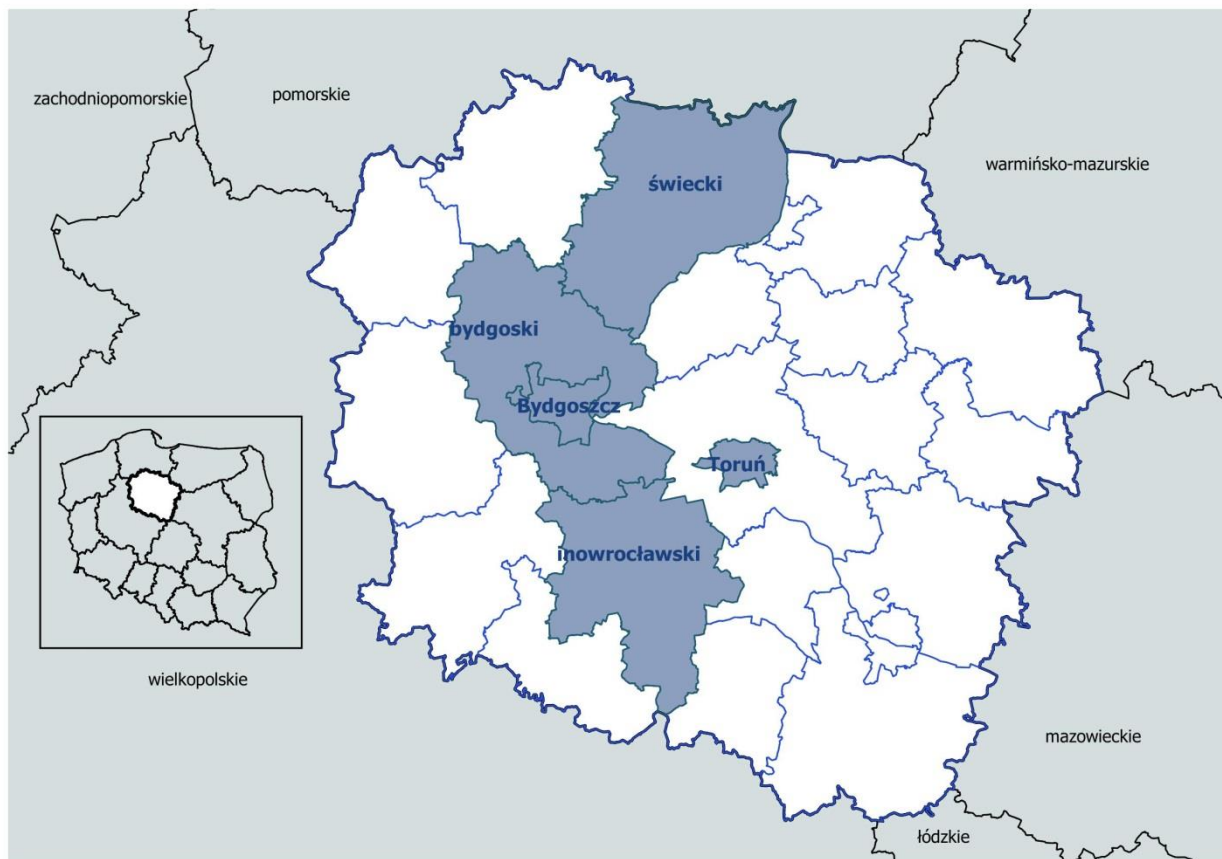 zachodniopomorskie
pomorskie
warmińsko-mazurskie
świecki
bydgoski
Bydgoszcz
Toruń
inowrocławski
wielkopolskie
mazowieckie
łódzkie